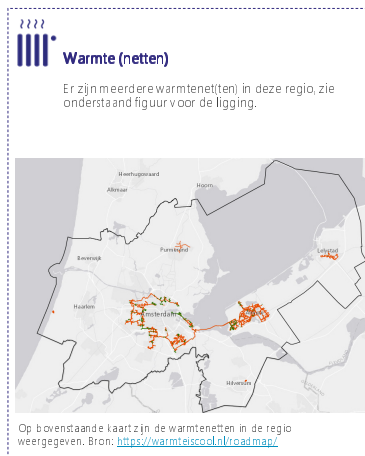 Warmte (netten)
Er zijn meerdere warmtenet(ten) in deze regio, zie
onderstaand figuur voor de ligging.
Heerhugowaard
Hoorn
Alkmaar
Purmerend
Lelystad
Beverwijk
Haarlem
Amsterdam
Hilversum
Op bovenstaande kaart zijn de warmtenetten in de regio
weergegeven. Bron: https://warmteiscool.nl/roadmap/